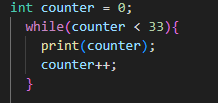 int counter = 0;
while(counter < 33){
print(counter);
counter++;
}